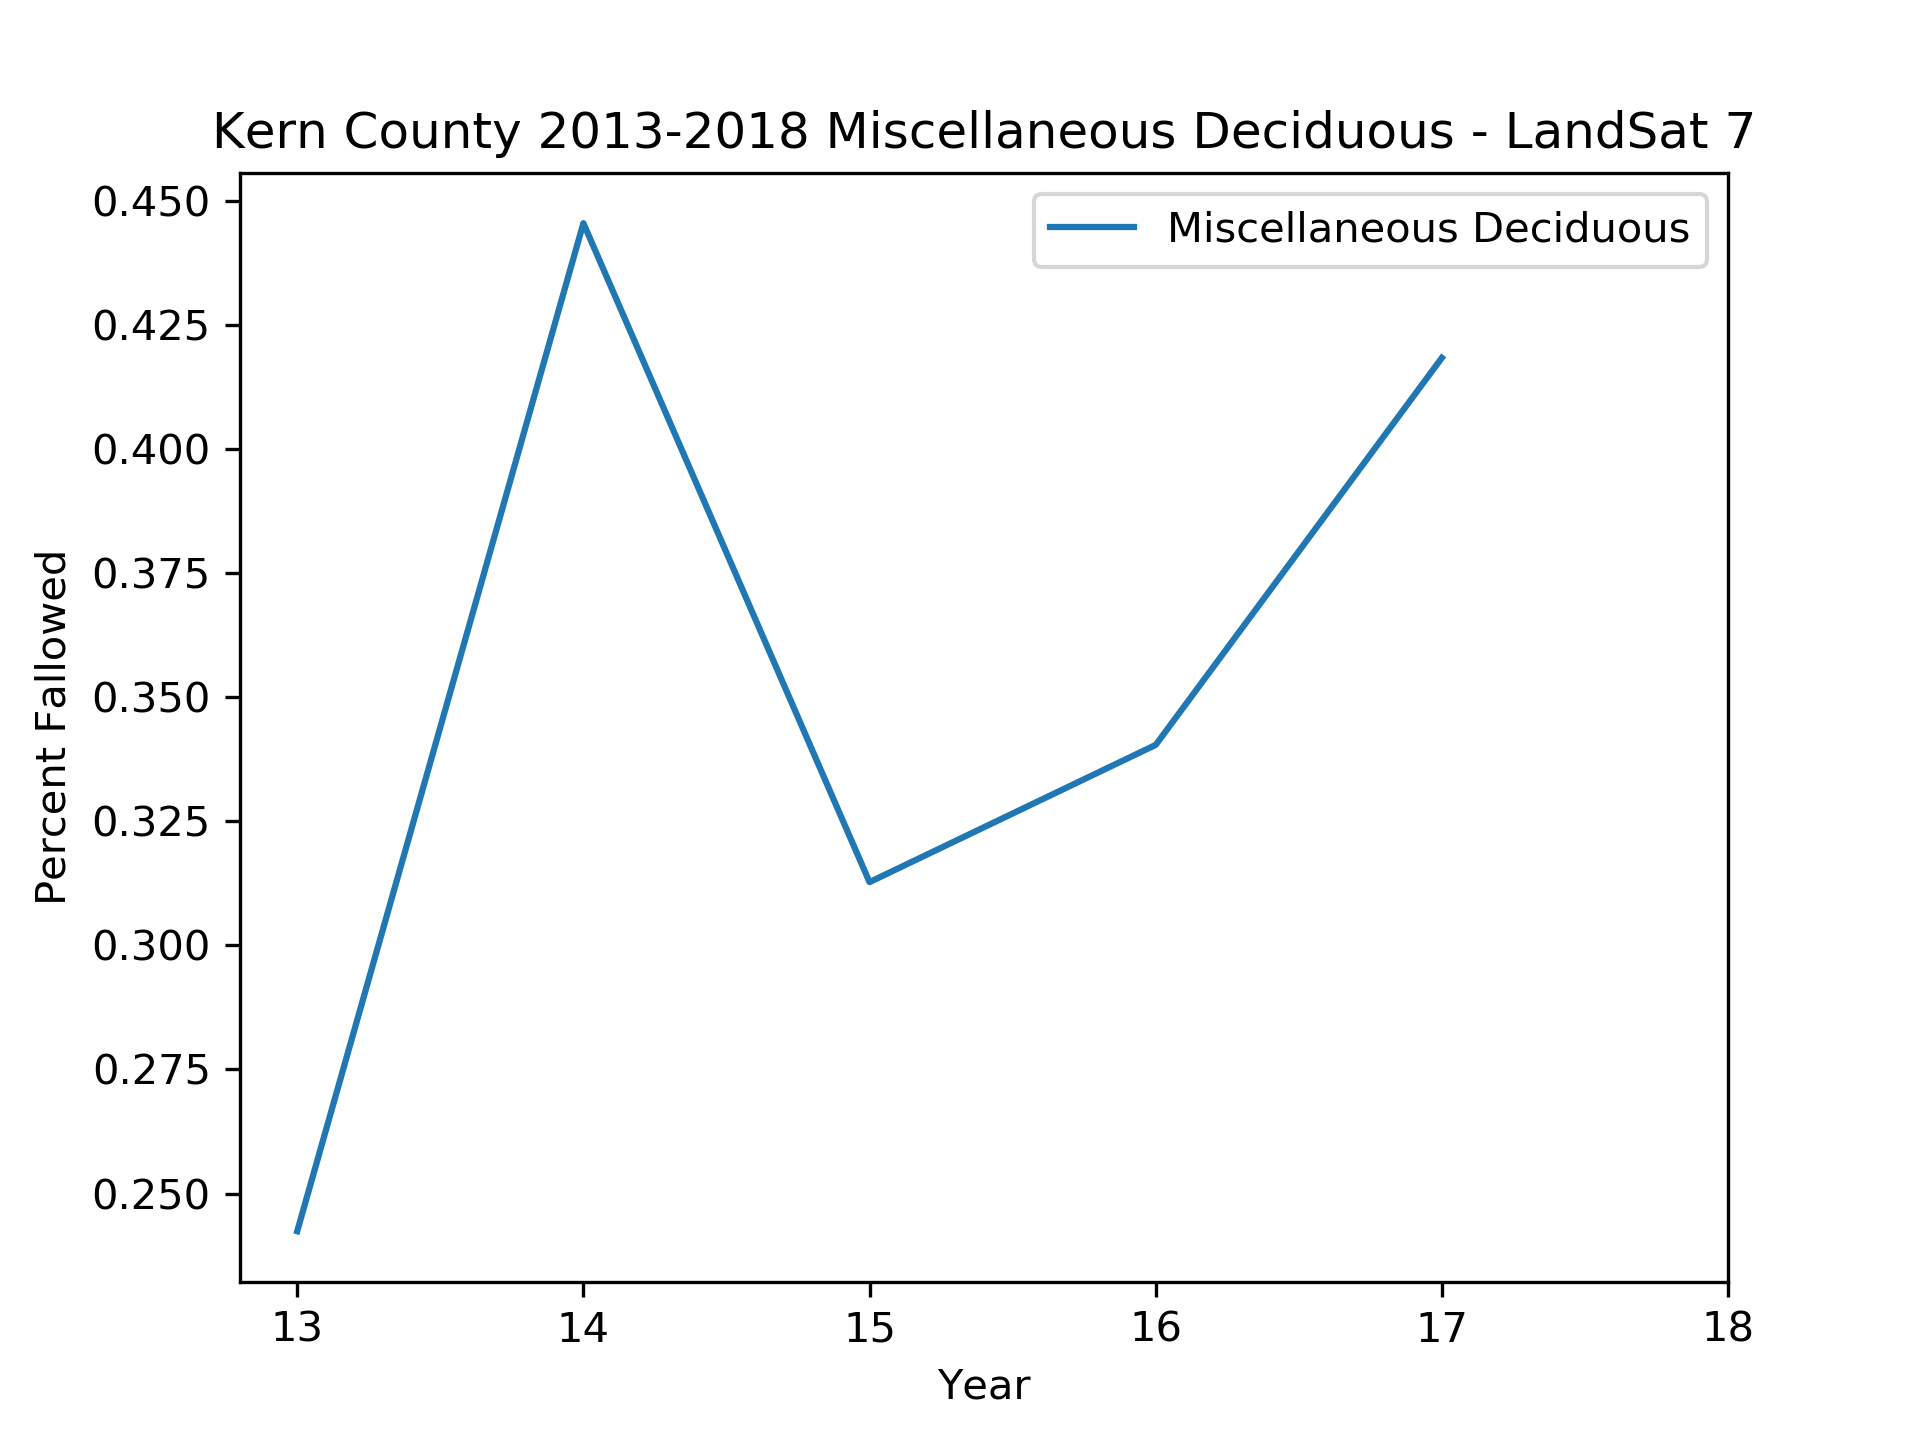 Kern County 2013-2018 Miscellaneous Deciduous - LandSat 7
Miscellaneous Deciduous
0.450
0.425
0.400
0.375
0.350
0.325
0.300
0.275
0.250
Percent Fallowed
13 14 15 16 17 18
Year